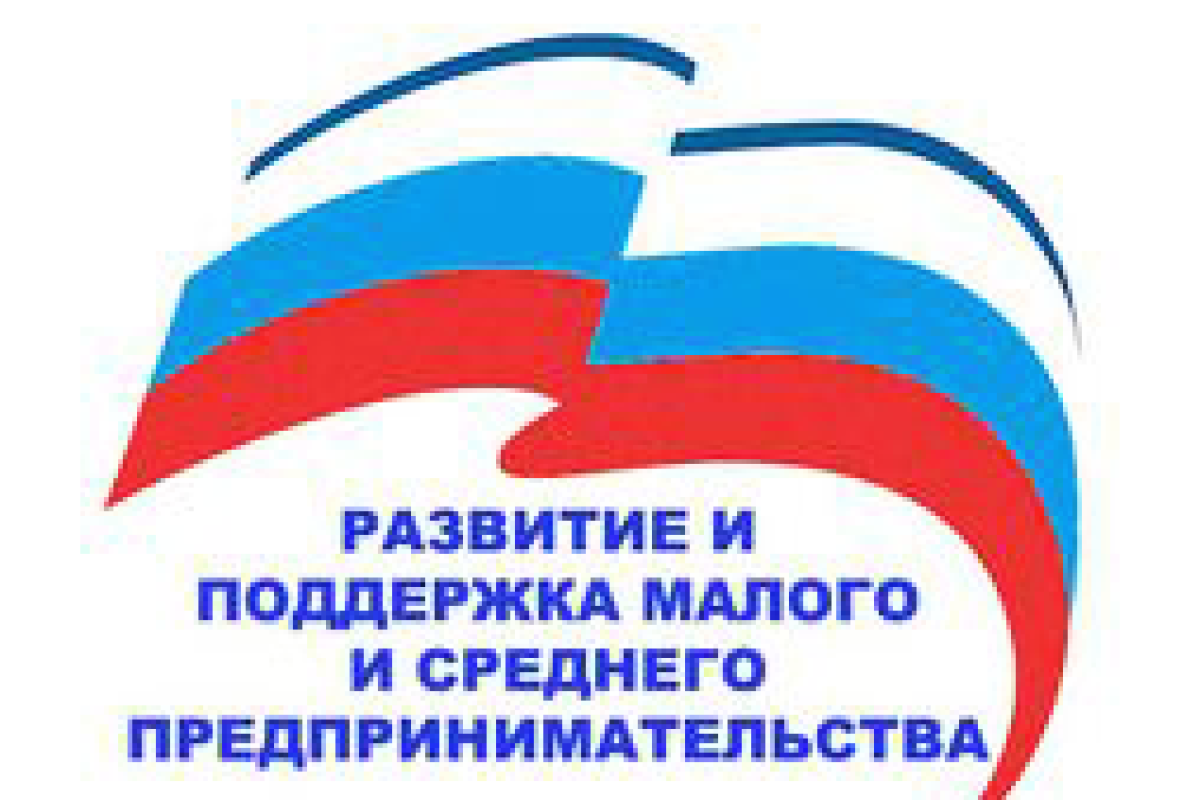 РАЗВИТИЕ И
ПОДДЕРЖКА МАЛОГО
И СРЕДНЕГО
ПРЕДПРИНИМАТЕЛЬСТВА